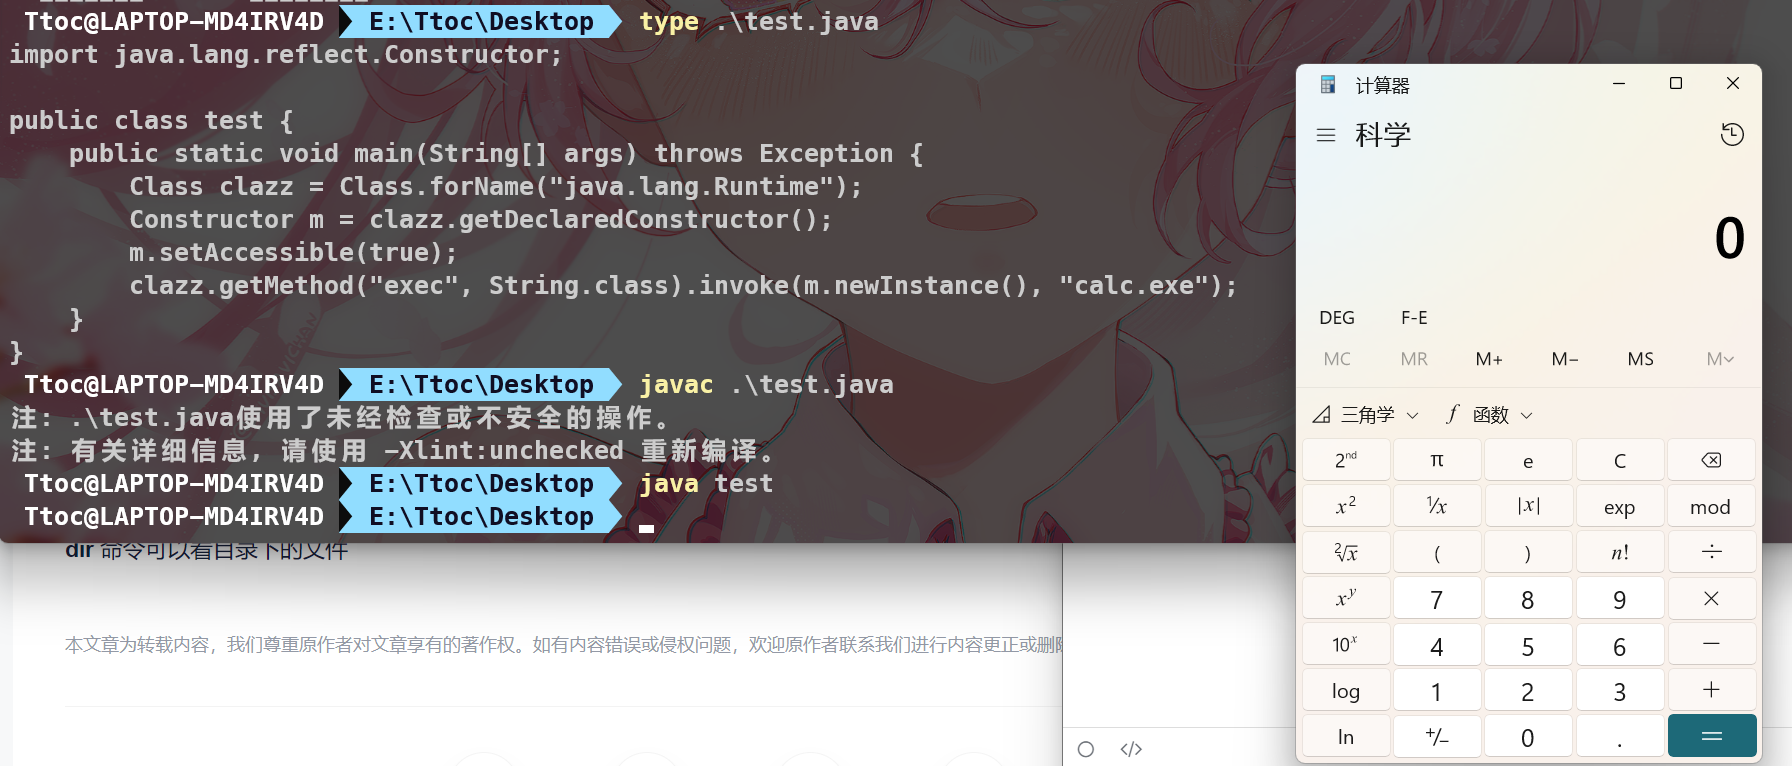 Ttoc@LAPTOP-MD4IRV4D E:\Ttoc\Desktop type .\test.java
import java.lang.reflect.Constructor;
public class test {
public static void main(String[] args) throws Exception {
Class clazz = Class.forName("java.lang.Runtime");
Constructor m = clazz.getDeclaredConstructor();
m.setAccessible(true);
clazz.getMethod("exec", String.class).invoke(m.newInstance(), "calc.exe");
}
}
Ttoc@LAPTOP-MD4IRV4D E:\Ttoc\Desktop javac .\test.java
注: .\test.java使用了未经检查或不安全的操作。
注: 有关详细信息, 请使用 -Xlint:unchecked 重新编译。
Ttoc@LAPTOP-MD4IRV4D E:\Ttoc\Desktop java test
Ttoc@LAPTOP-MD4IRV4D E:\Ttoc\Desktop
dir 命令可以看目录下的文件
本文章为转载内容，我们尊重原作者对文章享有的著作权。如有内容错误或侵权问题，欢迎原作者联系我们进行内容更正或删除
</>
计算器
科学
0
DEG F-E
MC MR M+ M− MS M
三角学 f 函数
2nd π e C
x² ¹/x |x| exp mod
²√x ( ) n! ÷
xʸ 7 8 9 ×
10ˣ 4 5 6 −
log 1 2 3 +
ln +/− 0 . =